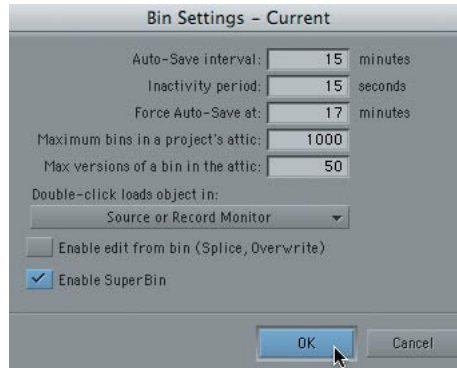 Bin Settings – Current
Auto-Save interval: 15 minutes
Inactivity period: 15 seconds
Force Auto-Save at: 17 minutes
Maximum bins in a project's attic: 1000
Max versions of a bin in the attic: 50
Double-click loads object in:
Source or Record Monitor
Enable edit from bin (Splice, Overwrite)
Enable SuperBin
OK Cancel